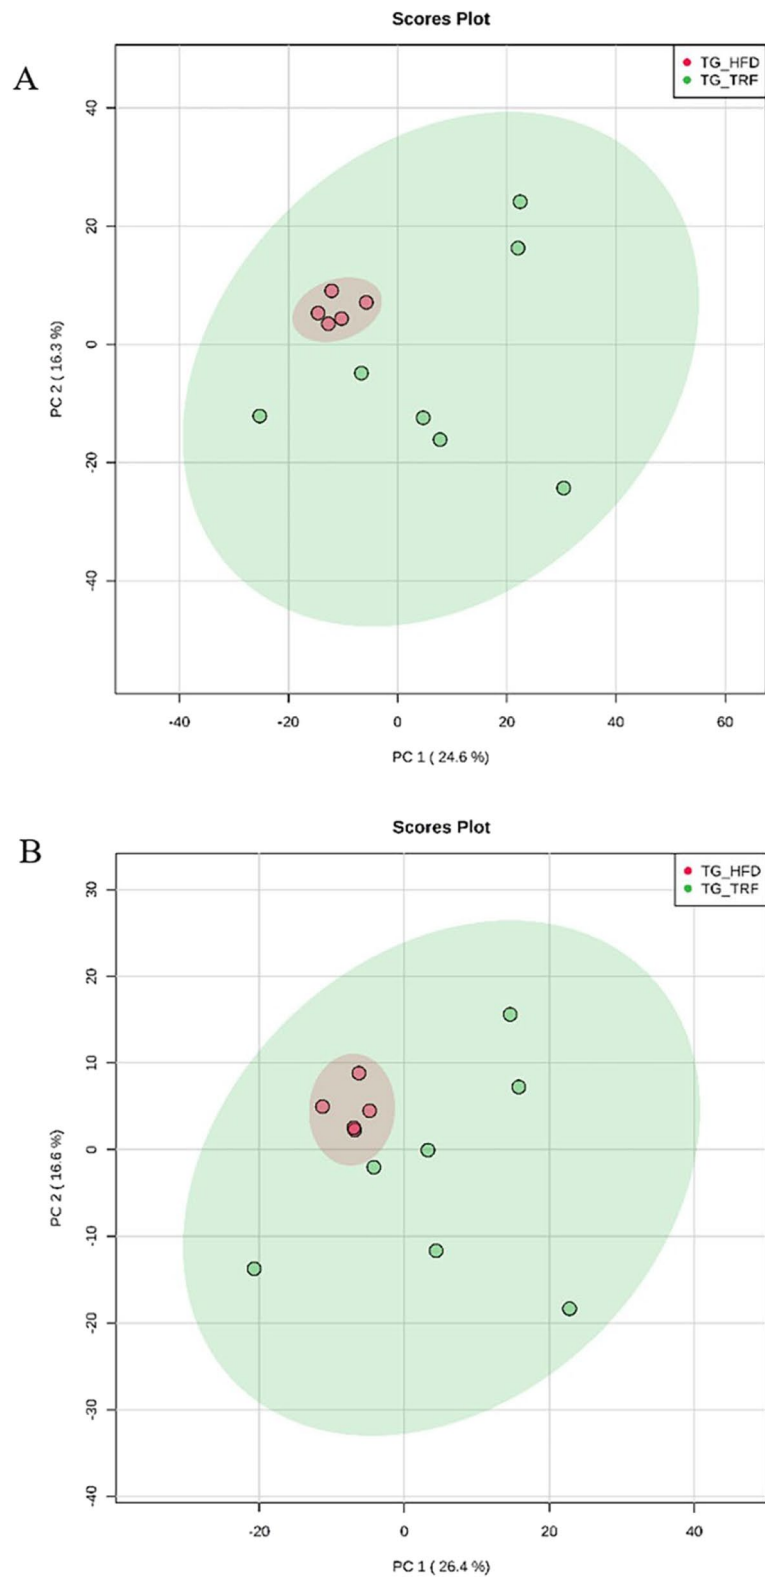 Scores Plot
A
TG_HFD
TG_TRF
40
20
0
-20
-40
PC 2 ( 16.3 %)
-40 -20 0 20 40 60
PC 1 ( 24.6 %)
Scores Plot
B
TG_HFD
TG_TRF
30
20
10
0
-10
-20
-30
-40
PC 2 ( 16.6 %)
-20 0 20 40
PC 1 ( 26.4 %)